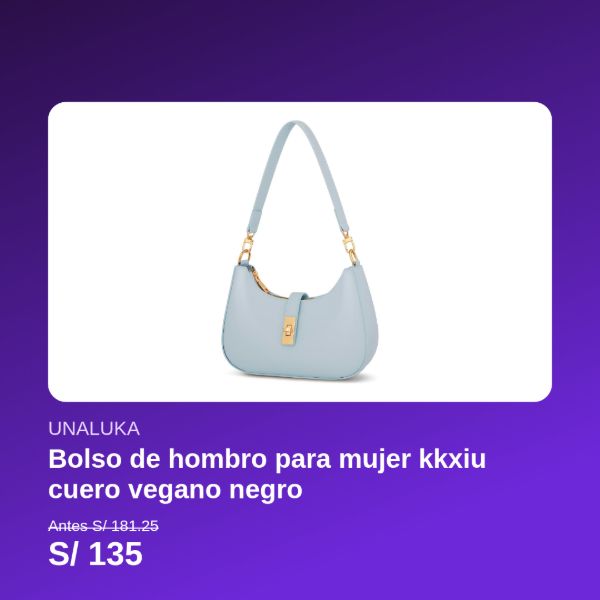 UNALUKA
Bolso de hombro para mujer kkxiu
cuero vegano negro
Antes S/ 181.25
S/ 135